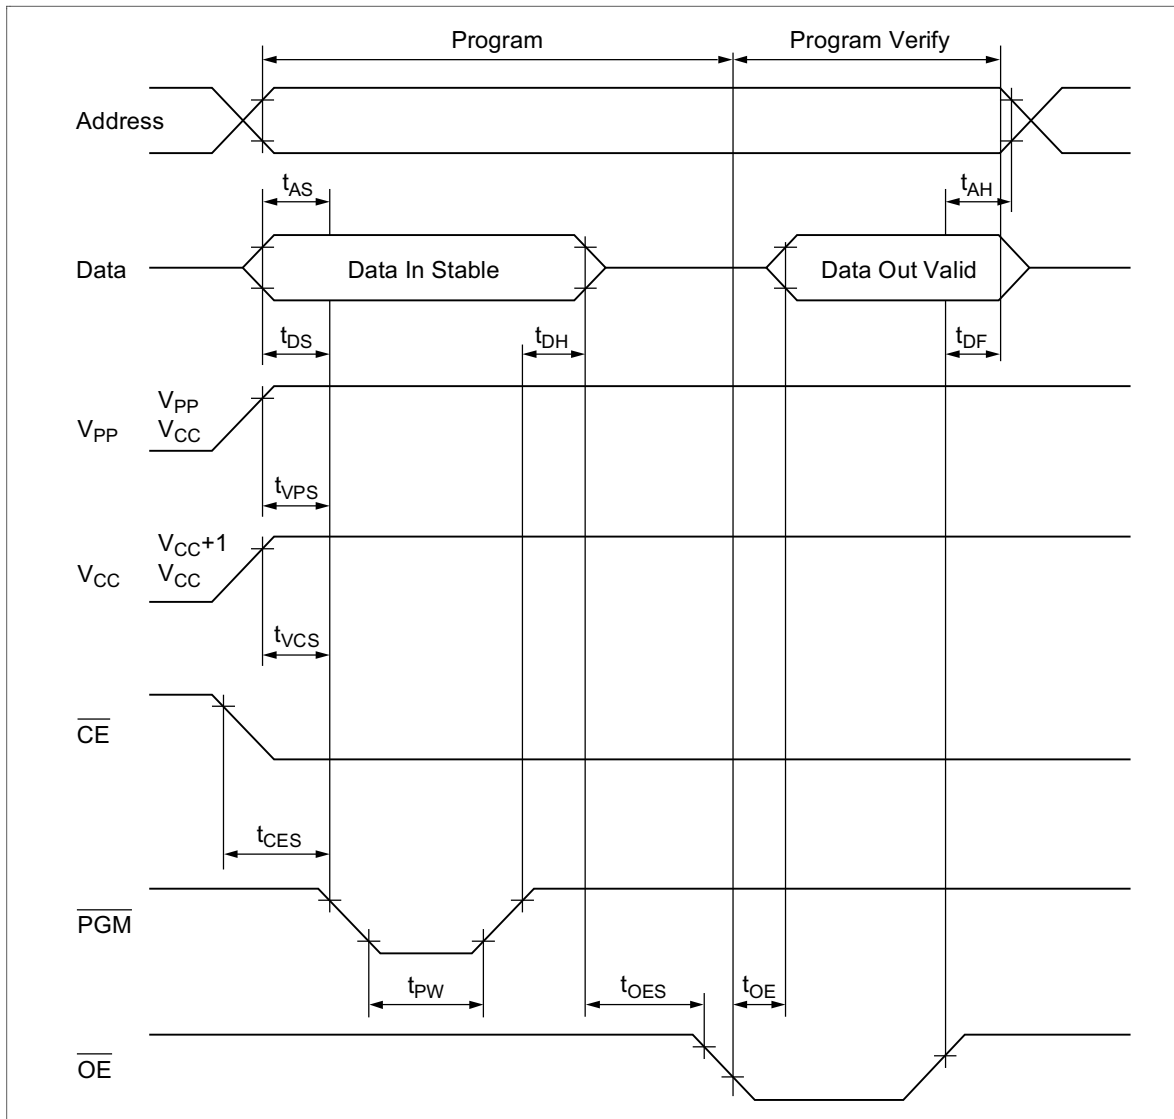 Program Program Verify
Address
tAS tAH
Data Data In Stable Data Out Valid
tDS tDH tDF
VPP VPP
VCC
tVPS
VCC VCC+1
VCC
tVCS
CE
tCES
PGM
tPW tOES tOE
OE